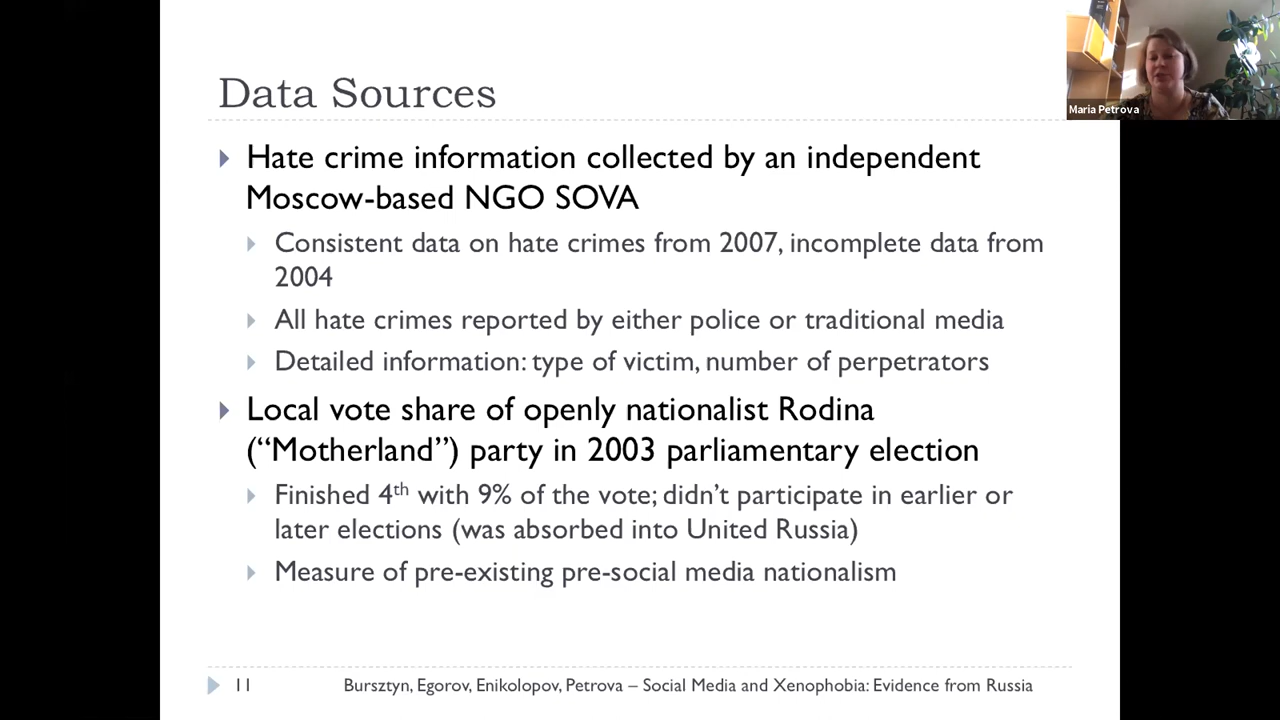 Data Sources
Hate crime information collected by an independent
Moscow-based NGO SOVA
Consistent data on hate crimes from 2007, incomplete data from
2004
All hate crimes reported by either police or traditional media
Detailed information: type of victim, number of perpetrators
Local vote share of openly nationalist Rodina
(“Motherland”) party in 2003 parliamentary election
Finished 4th with 9% of the vote; didn’t participate in earlier or
later elections (was absorbed into United Russia)
Measure of pre-existing pre-social media nationalism
11 Bursztyn, Egorov, Enikolopov, Petrova – Social Media and Xenophobia: Evidence from Russia
Maria Petrova